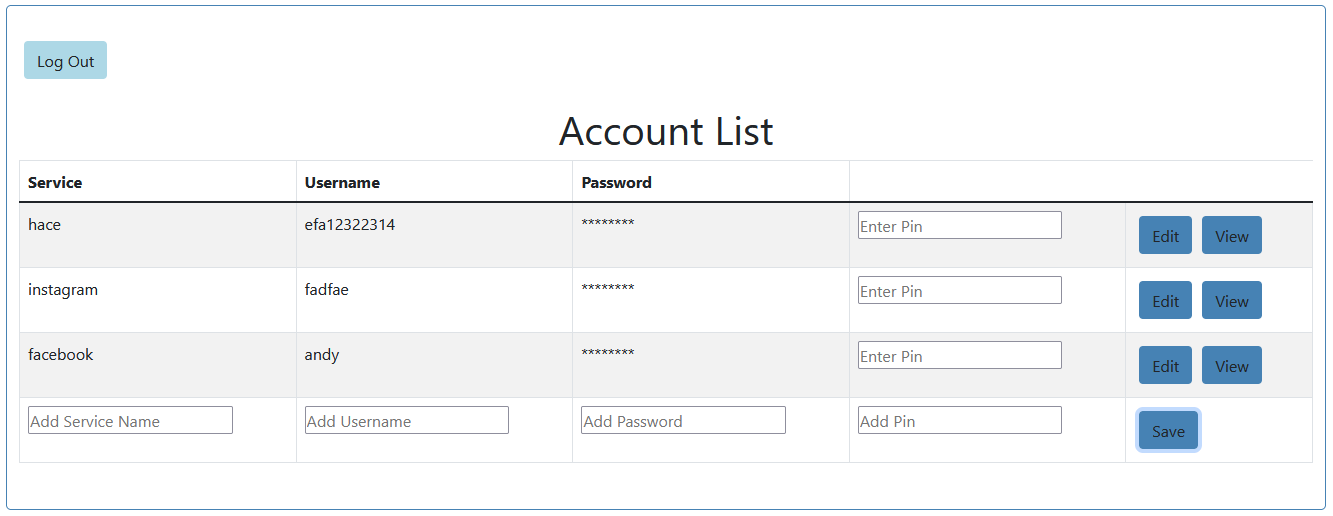 Log Out
Account List
Service Username Password
hace efa12322314 ******** Enter Pin Edit View
instagram fadfae ******** Enter Pin Edit View
facebook andy ******** Enter Pin Edit View
Add Service Name Add Username Add Password Add Pin Save